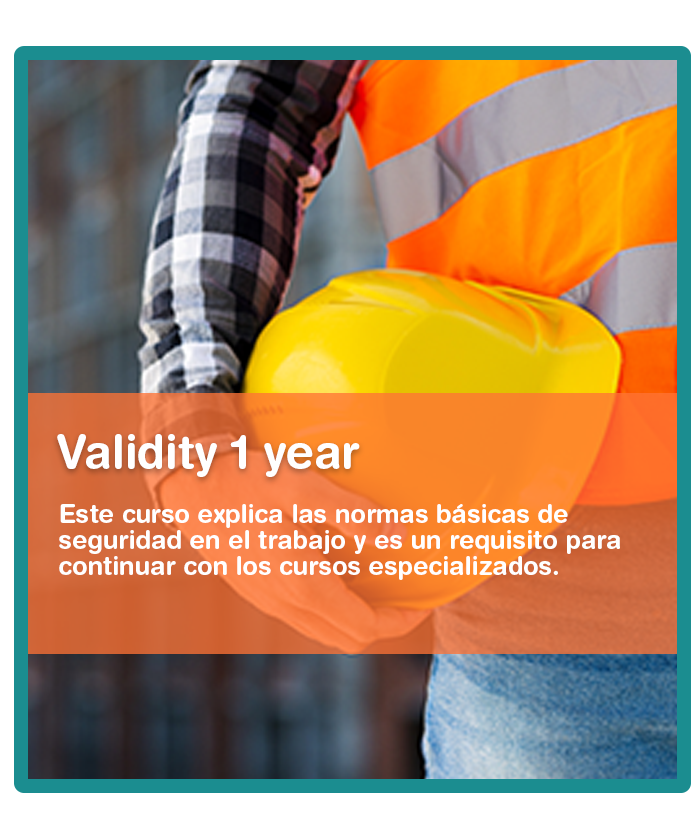 Validity 1 year
Este curso explica las normas básicas de
seguridad en el trabajo y es un requisito para
continuar con los cursos especializados.